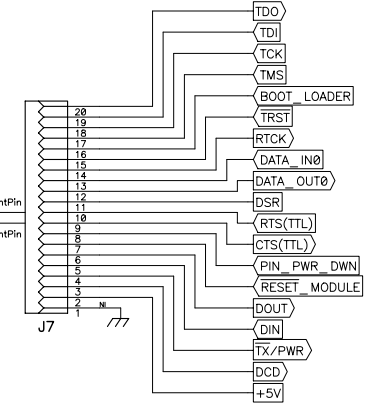 TDO
TDI
TCK
TMS
BOOT_LOADER
TRST
RTCK
DATA_IN0
DATA_OUT0
DSR
RTS(TTL)
CTS(TTL)
PIN_PWR_DWN
RESET_MODULE
DOUT
DIN
TX/PWR
DCD
+5V
20
19
18
17
16
15
14
13
12
11
10
9
8
7
6
5
4
3
2
1
NI
ntPin
ntPin
J7